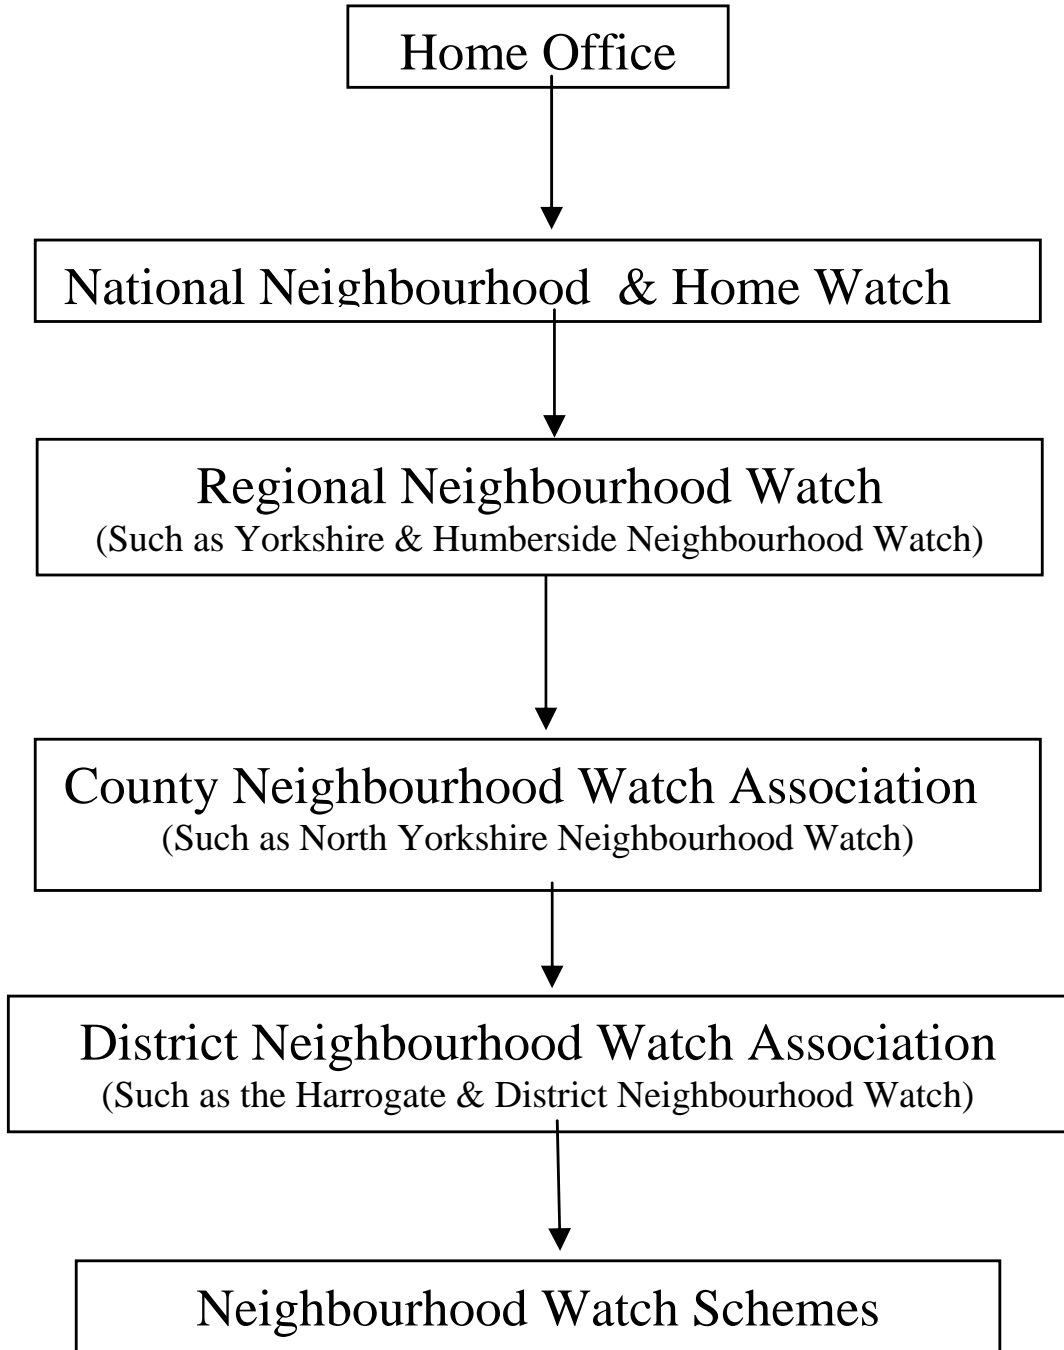 Home Office
National Neighbourhood & Home Watch
Regional Neighbourhood Watch
(Such as Yorkshire & Humberside Neighbourhood Watch)
County Neighbourhood Watch Association
(Such as North Yorkshire Neighbourhood Watch)
District Neighbourhood Watch Association
(Such as the Harrogate & District Neighbourhood Watch)
Neighbourhood Watch Schemes